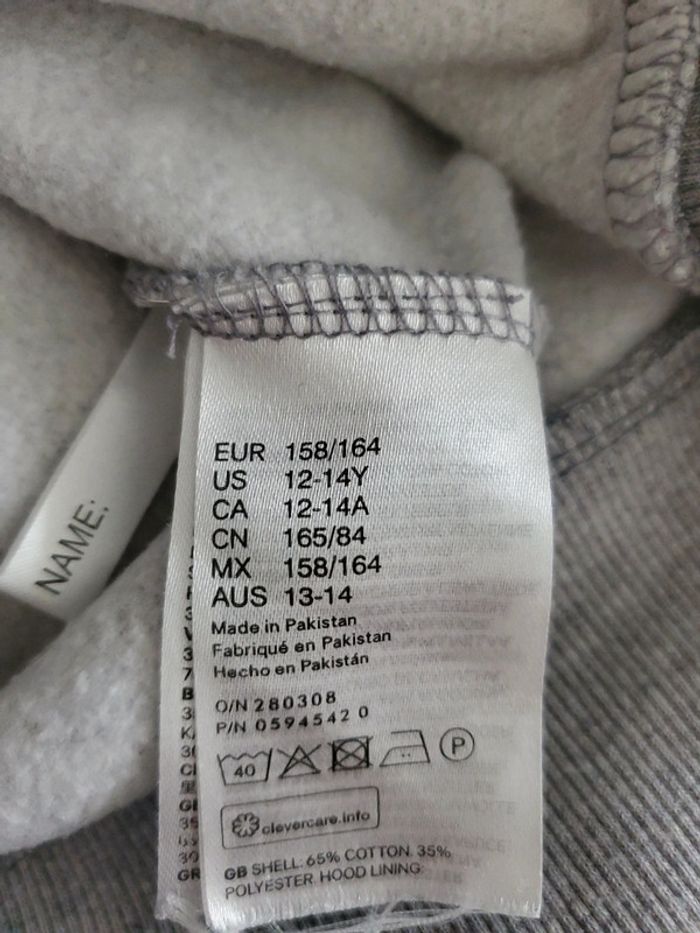 NAME:
EUR 158/164
US 12-14Y
CA 12-14A
CN 165/84
MX 158/164
AUS 13-14
Made in Pakistan
Fabriqué en Pakistan
Hecho en Pakistán
O/N 280308
P/N 0594542 0
40
P
clevercare.info
GB SHELL: 65% COTTON. 35%
POLYESTER. HOOD LINING: